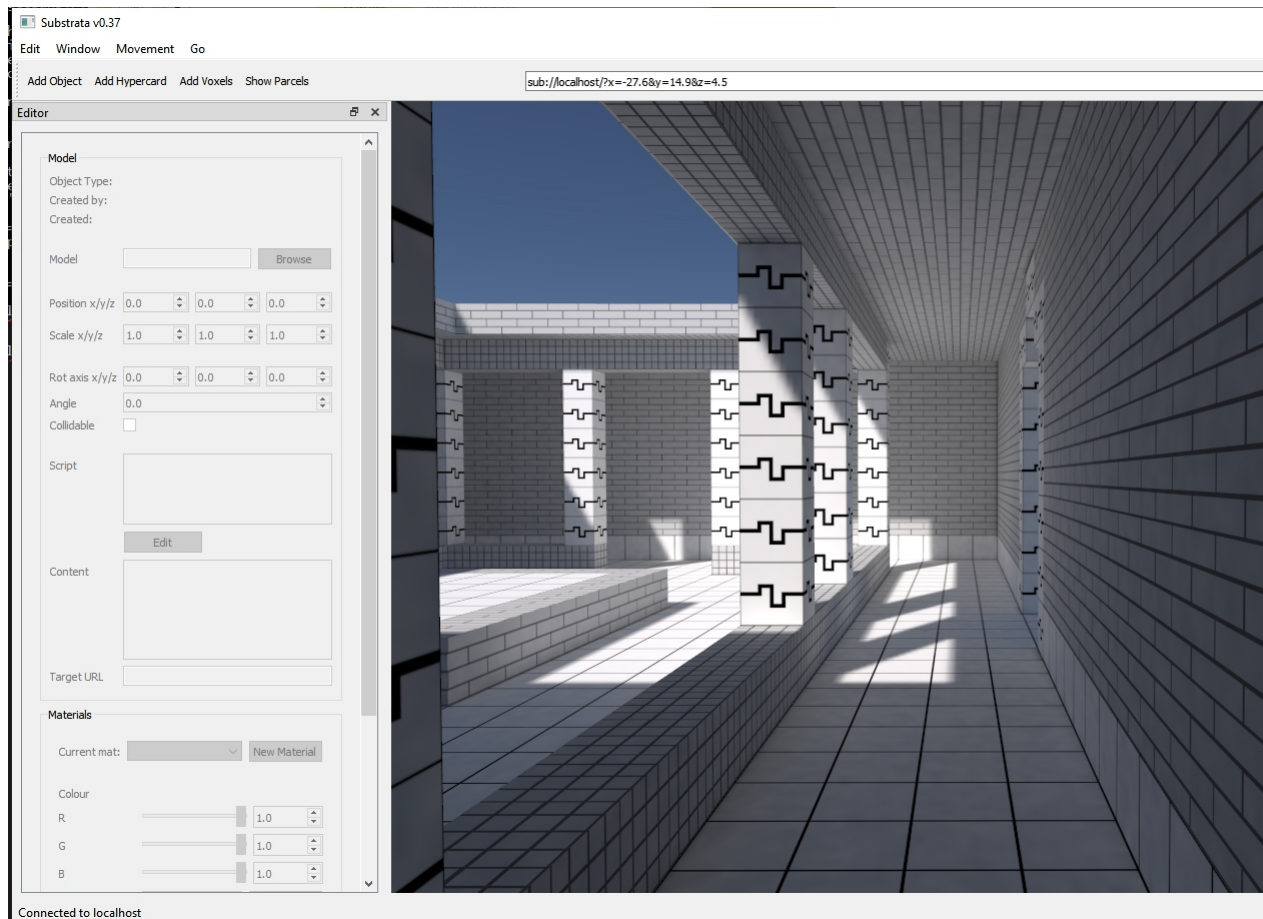 Substrata v0.37
Edit Window Movement Go
Add Object Add Hypercard Add Voxels Show Parcels sub://localhost/?x=-27.6&y=14.9&z=4.5
Editor
Model
Object Type:
Created by:
Created:
Model Browse
Position x/y/z 0.0 0.0 0.0
Scale x/y/z 1.0 1.0 1.0
Rot axis x/y/z 0.0 0.0 0.0
Angle 0.0
Collidable
Script
Edit
Content
Target URL
Materials
Current mat: New Material
Colour
R 1.0
G 1.0
B 1.0
Connected to localhost